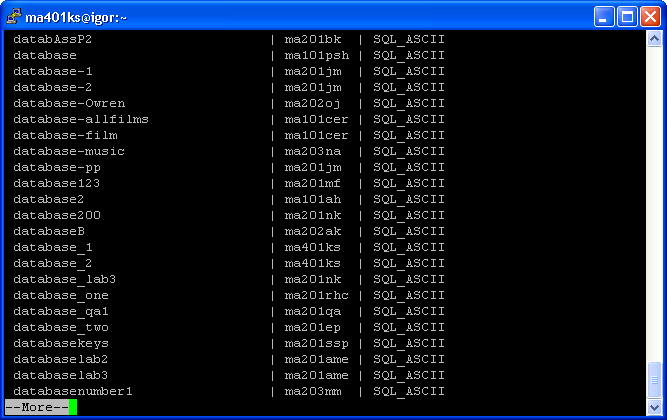 ma401ks@igor:~
databAssP2 | ma201bk | SQL_ASCII
database | ma101psh | SQL_ASCII
database-1 | ma201jm | SQL_ASCII
database-2 | ma201jm | SQL_ASCII
database-Owren | ma202oj | SQL_ASCII
database-allfilms | ma101cer | SQL_ASCII
database-film | ma101cer | SQL_ASCII
database-music | ma203na | SQL_ASCII
database-pp | ma201jm | SQL_ASCII
database123 | ma201mf | SQL_ASCII
database2 | ma101ah | SQL_ASCII
database200 | ma201nk | SQL_ASCII
databaseB | ma202ak | SQL_ASCII
database_1 | ma401ks | SQL_ASCII
database_2 | ma401ks | SQL_ASCII
database_lab3 | ma201nk | SQL_ASCII
database_one | ma201rhc | SQL_ASCII
database_qa1 | ma201qa | SQL_ASCII
database_two | ma201ep | SQL_ASCII
databasekeys | ma201ssp | SQL_ASCII
databaselab2 | ma201ame | SQL_ASCII
databaselab3 | ma201ame | SQL_ASCII
databasenumber1 | ma203mm | SQL_ASCII
--More--